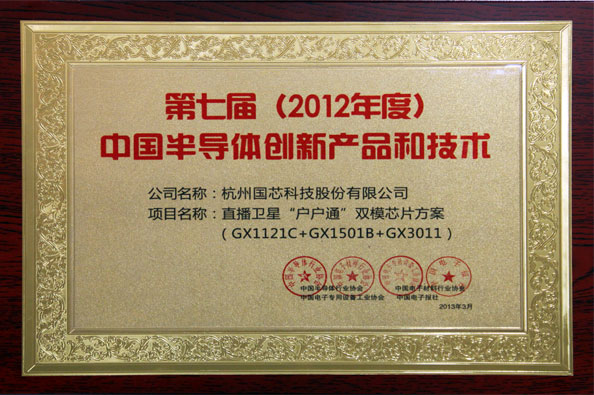 第七届（2012年度）
中国半导体创新产品和技术
公司名称：杭州国芯科技股份有限公司
项目名称：直播卫星“户户通”双模芯片方案
（GX1121C+GX1501B+GX3011）
中国半导体行业协会 中国电子材料行业协会
中国电子专用设备工业协会 中国电子报社
2013年3月